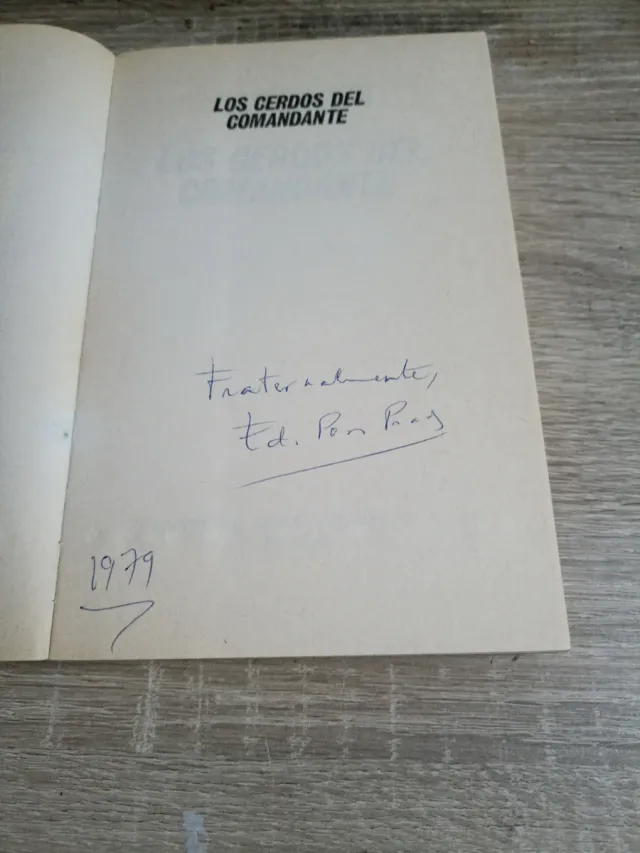 LOS CERDOS DEL
COMANDANTE
Fraternalmente,
Ed. Pons Prades
1979